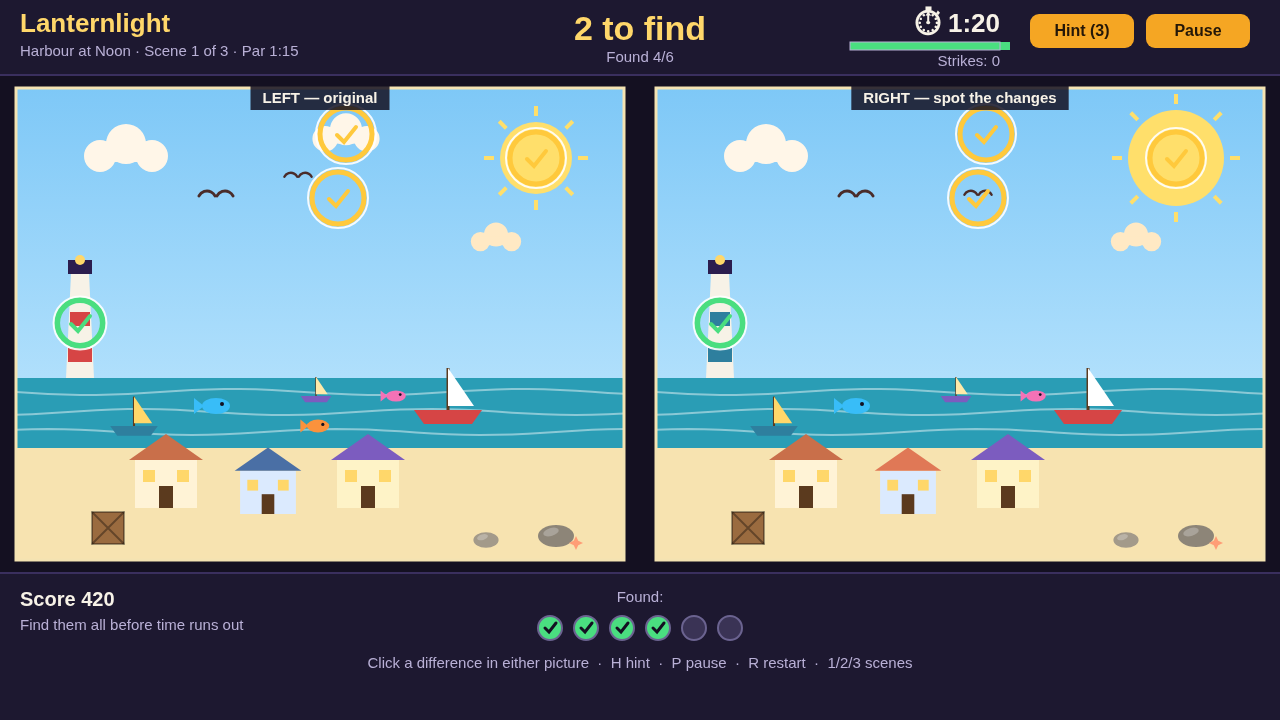 Lanternlight
Harbour at Noon · Scene 1 of 3 · Par 1:15
2 to find
Found 4/6
1:20
Strikes: 0
Hint (3)
Pause
LEFT — original
RIGHT — spot the changes
Score 420
Find them all before time runs out
Found:
Click a difference in either picture · H hint · P pause · R restart · 1/2/3 scenes